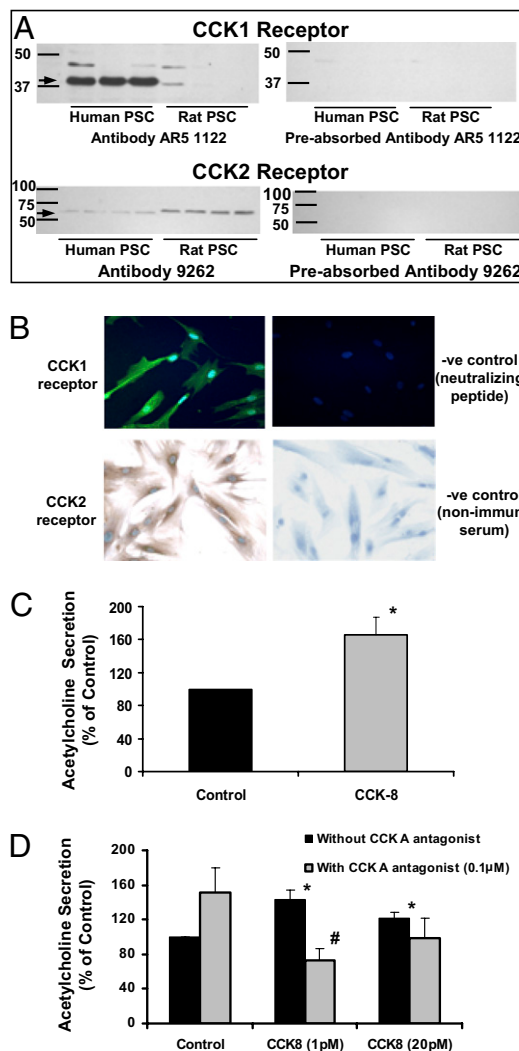 A
CCK1 Receptor
50
37
50
37
Human PSC Rat PSC
Antibody AR5 1122
Human PSC Rat PSC
Pre-absorbed Antibody AR5 1122
CCK2 Receptor
100
75
50
100
75
50
Human PSC Rat PSC
Antibody 9262
Human PSC Rat PSC
Pre-absorbed Antibody 9262
B
CCK1
receptor
-ve control
(neutralizing
peptide)
CCK2
receptor
-ve control
(non-immun
serum)
C
Acetylcholine Secretion
(% of Control)
200
160
120
80
40
0
*
Control
CCK-8
D
Without CCK A antagonist
With CCK A antagonist (0.1µM)
Acetylcholine Secretion
(% of Control)
200
160
120
80
40
0
*
#
*
Control
CCK8 (1pM)
CCK8 (20pM)